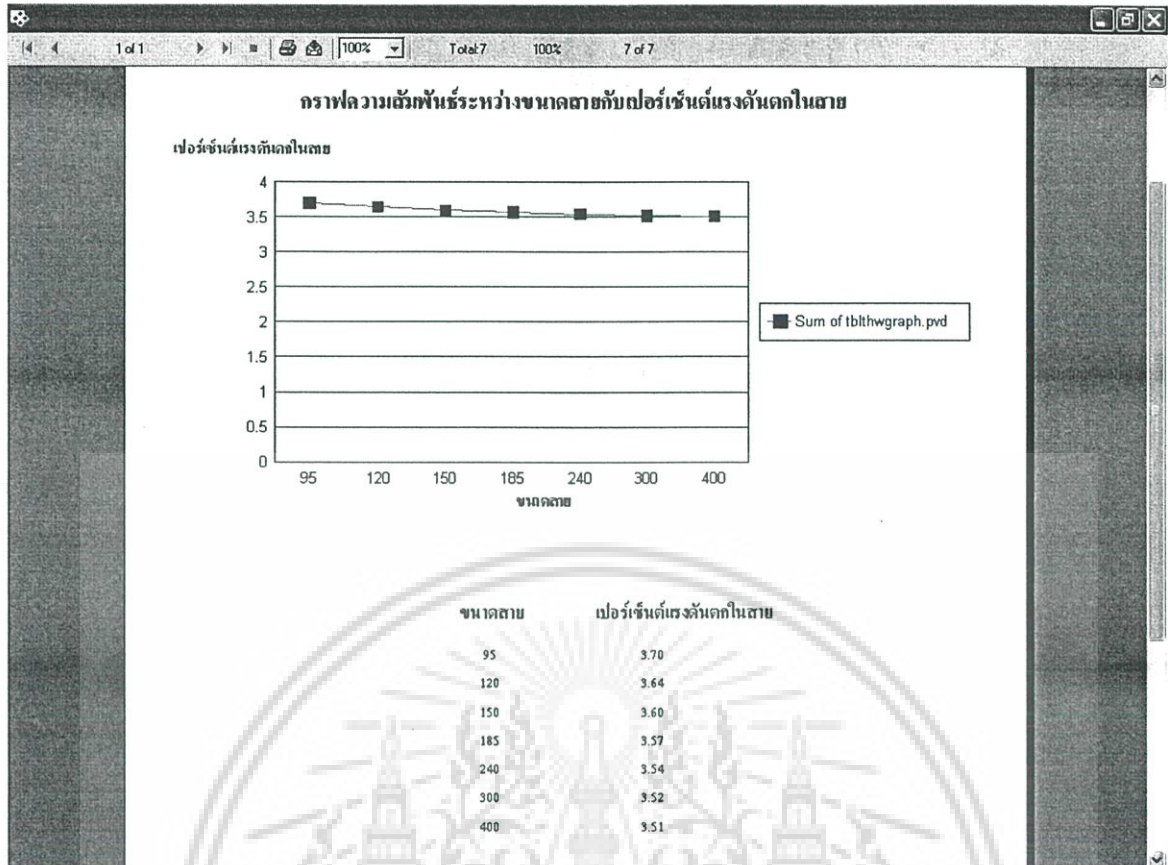 1 of 1 100% Total:7 100% 7 of 7
กราฟความสัมพันธ์ระหว่างขนาดสายกับเปอร์เซ็นต์แรงดันตกในสาย
เปอร์เซ็นต์แรงดันตกในสาย
4
3.5
3
2.5
2
1.5
1
0.5
0
95 120 150 185 240 300 400
ขนาดสาย
Sum of tblthwgraph.pvd
ขนาดสาย เปอร์เซ็นต์แรงดันตกในสาย
95 3.70
120 3.64
150 3.60
185 3.57
240 3.54
300 3.52
400 3.51